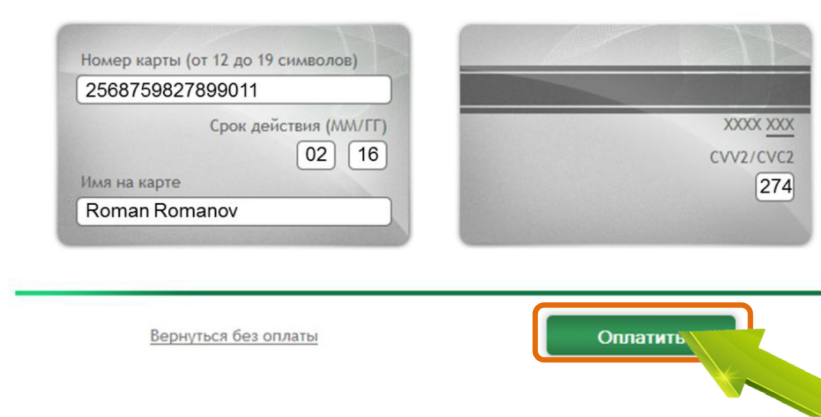 Номер карты (от 12 до 19 символов)
2568759827899011
Срок действия (ММ/ГГ)
02 16
Имя на карте
Roman Romanov
XXXX XXX
CVV2/CVC2
274
Вернуться без оплаты
Оплатить